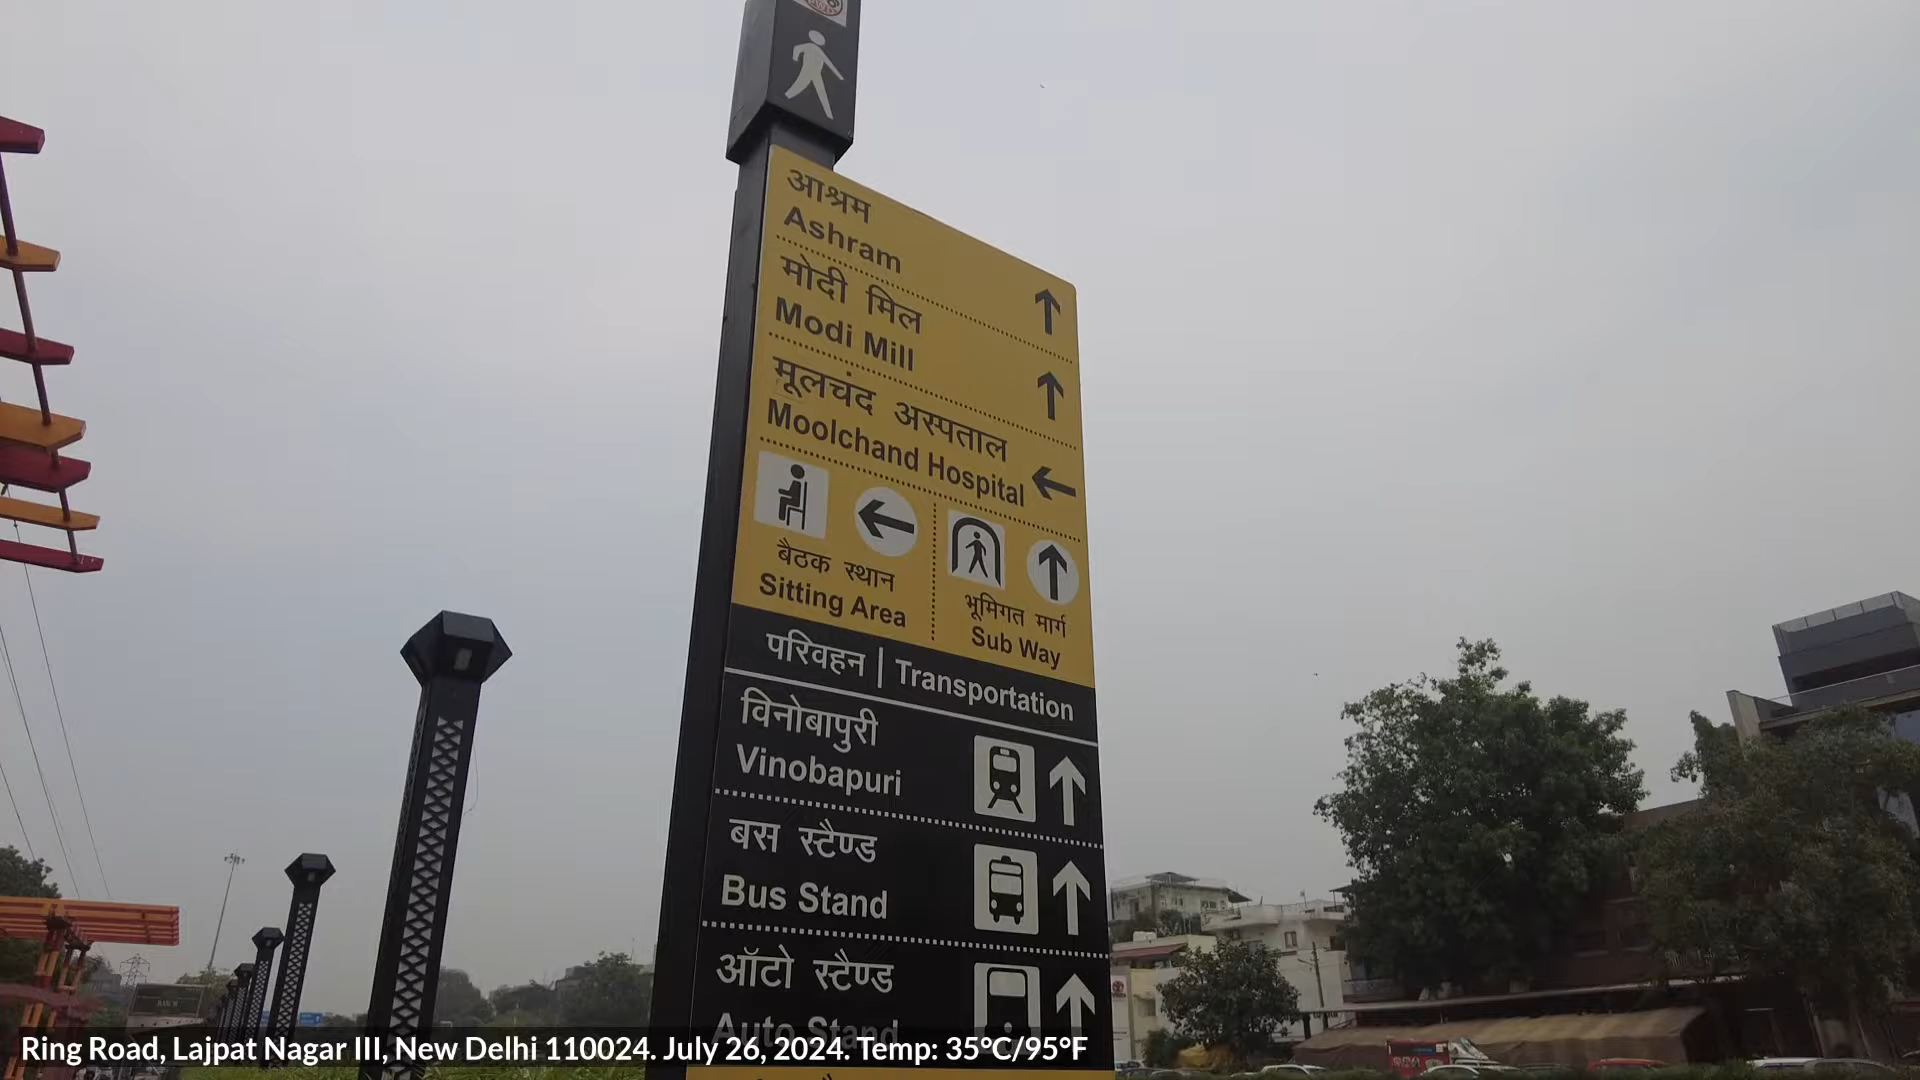 आश्रम
Ashram
मोदी मिल
Modi Mill
मूलचंद अस्पताल
Moolchand Hospital
बैठक स्थान
Sitting Area
भूमिगत मार्ग
Sub Way
परिवहन | Transportation
विनोबापुरी
Vinobapuri
बस स्टैण्ड
Bus Stand
ऑटो स्टैण्ड
Auto Stand
Ring Road, Lajpat Nagar III, New Delhi 110024. July 26, 2024. Temp: 35°C/95°F